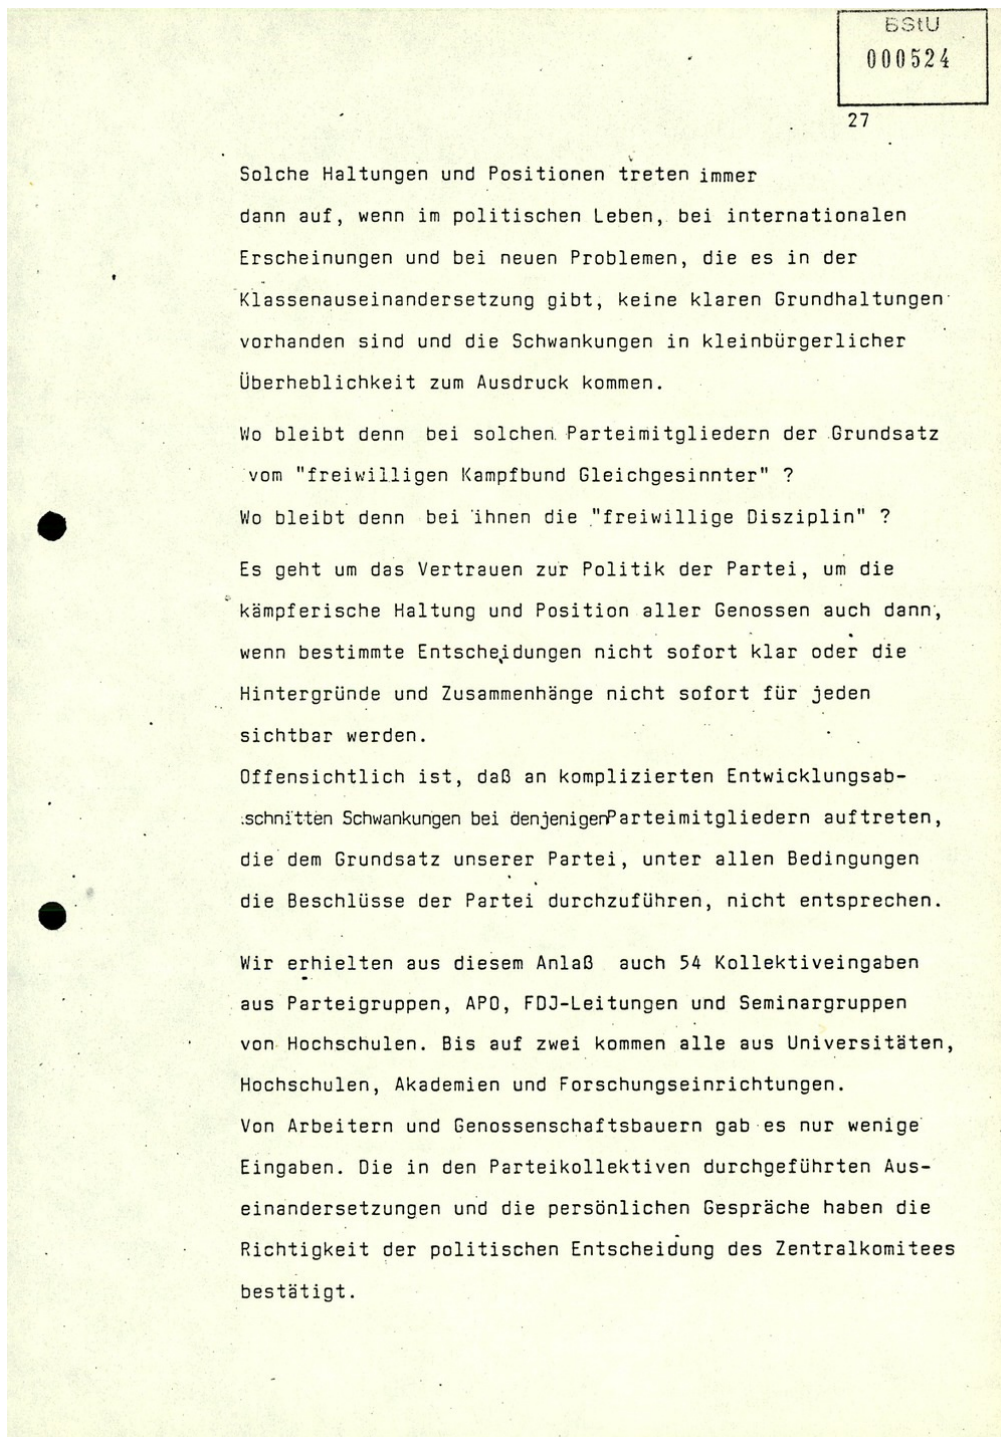 BStU
000524
27
Solche Haltungen und Positionen treten immer
dann auf, wenn im politischen Leben, bei internationalen
Erscheinungen und bei neuen Problemen, die es in der
Klassenauseinandersetzung gibt, keine klaren Grundhaltungen
vorhanden sind und die Schwankungen in kleinbürgerlicher
Überheblichkeit zum Ausdruck kommen.
Wo bleibt denn bei solchen Parteimitgliedern der Grundsatz
vom "freiwilligen Kampfbund Gleichgesinnter" ?
Wo bleibt denn bei ihnen die "freiwillige Disziplin" ?
Es geht um das Vertrauen zur Politik der Partei, um die
kämpferische Haltung und Position aller Genossen auch dann,
wenn bestimmte Entscheidungen nicht sofort klar oder die
Hintergründe und Zusammenhänge nicht sofort für jeden
sichtbar werden.
Offensichtlich ist, daß an komplizierten Entwicklungsab-
schnitten Schwankungen bei denjenigen Parteimitgliedern auftreten,
die dem Grundsatz unserer Partei, unter allen Bedingungen
die Beschlüsse der Partei durchzuführen, nicht entsprechen.
Wir erhielten aus diesem Anlaß auch 54 Kollektiveingaben
aus Parteigruppen, APO, FDJ-Leitungen und Seminargruppen
von Hochschulen. Bis auf zwei kommen alle aus Universitäten,
Hochschulen, Akademien und Forschungseinrichtungen.
Von Arbeitern und Genossenschaftsbauern gab es nur wenige
Eingaben. Die in den Parteikollektiven durchgeführten Aus-
einandersetzungen und die persönlichen Gespräche haben die
Richtigkeit der politischen Entscheidung des Zentralkomitees
bestätigt.